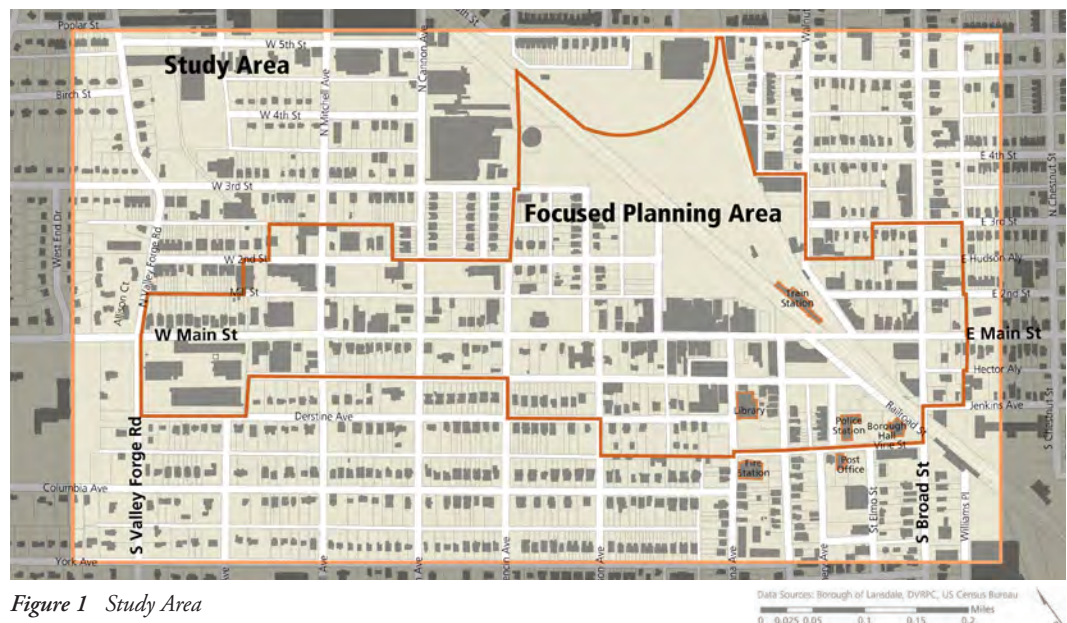 Poplar St
W 5th St
Study Area
Birch St
W 4th St
N Mitchell Ave
N Cannon Ave
Walnut
E 4th St
N Chestnut St
W 3rd St
Focused Planning Area
E 3rd St
West End Dr
N Valley Forge Rd
W 2nd St
E Hudson Aly
Allison Ct
Train
Station
E 2nd St
W Main St
E Main St
Hector Aly
Derstine Ave
Library
Police
Station
Borough
Hall
Railroad St
Jenkins Ave
Vine St
S Chestnut St
Fire
Station
Post
Office
S Valley Forge Rd
Columbia Ave
St Elmo St
S Broad St
Williams Pl
York Ave
Figure 1 Study Area
Data Sources: Borough of Lansdale, DVRPC, US Census Bureau
Miles
0 0.025 0.05 0.1 0.15 0.2